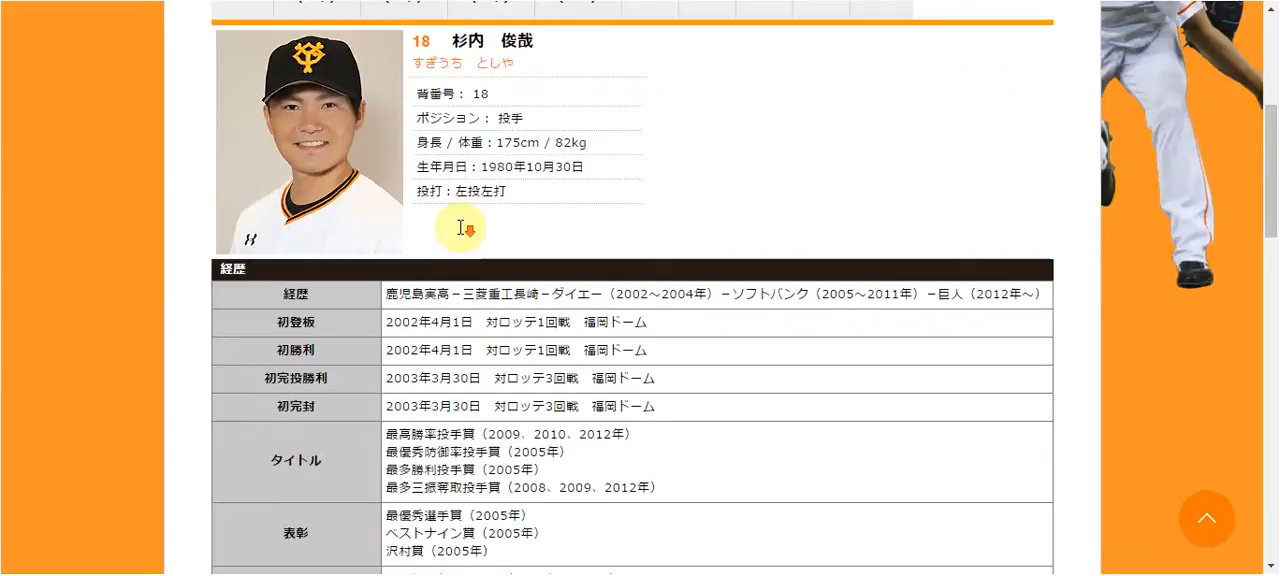 18 杉内 俊哉
すぎうち としや
背番号： 18
ポジション： 投手
身長 / 体重：175cm / 82kg
生年月日：1980年10月30日
投打：左投左打
経歴
経歴 鹿児島実高－三菱重工長崎－ダイエー（2002～2004年）－ソフトバンク（2005～2011年）－巨人（2012年～）
初登板 2002年4月1日 対ロッテ1回戦 福岡ドーム
初勝利 2002年4月1日 対ロッテ1回戦 福岡ドーム
初完投勝利 2003年3月30日 対ロッテ3回戦 福岡ドーム
初完封 2003年3月30日 対ロッテ3回戦 福岡ドーム
タイトル
最高勝率投手賞（2009、2010、2012年）
最優秀防御率投手賞（2005年）
最多勝利投手賞（2005年）
最多三振奪取投手賞（2008、2009、2012年）
表彰
最優秀選手賞（2005年）
ベストナイン賞（2005年）
沢村賞（2005年）